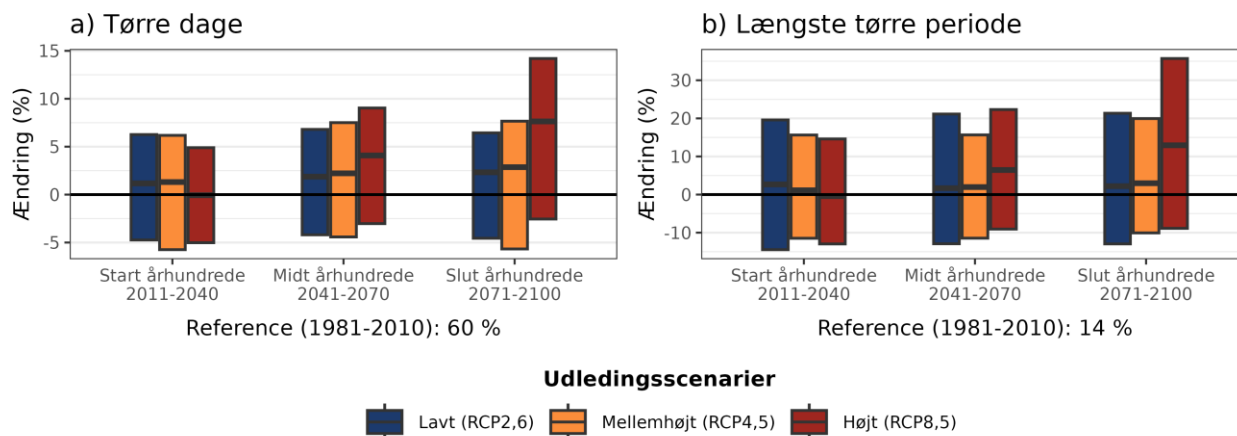 a) Tørre dage
Ændring (%)
15
10
5
0
-5
Start århundrede
2011-2040
Midt århundrede
2041-2070
Slut århundrede
2071-2100
Reference (1981-2010): 60 %
b) Længste tørre periode
Ændring (%)
30
20
10
0
-10
Start århundrede
2011-2040
Midt århundrede
2041-2070
Slut århundrede
2071-2100
Reference (1981-2010): 14 %
Udledingsscenarier
Lavt (RCP2,6)
Mellemhøjt (RCP4,5)
Højt (RCP8,5)